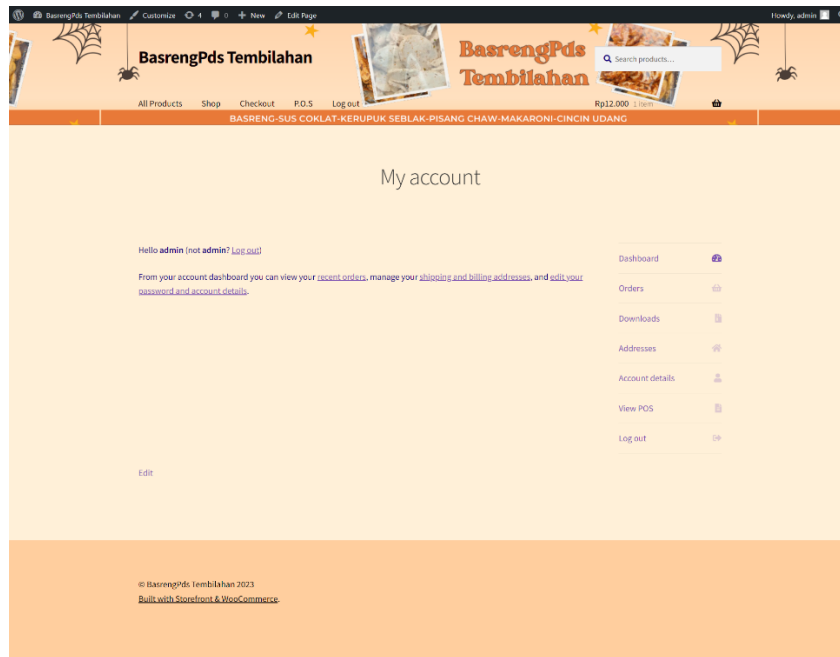 BasrengPds Tembilahan Customize 4 0 + New Edit Page Howdy, admin
BasrengPds Tembilahan
BasrengPds
Tembilahan
Search products...
All Products Shop Checkout P.O.S Log out Rp12.000 1 item
BASRENG-SUS COKLAT-KERUPUK SEBLAK-PISANG CHAW-MAKARONI-CINCIN UDANG
My account
Hello admin (not admin? Log out)
From your account dashboard you can view your recent orders, manage your shipping and billing addresses, and edit your
password and account details.
Dashboard
Orders
Downloads
Addresses
Account details
View POS
Log out
Edit
© BasrengPds Tembilahan 2023
Built with Storefront & WooCommerce.